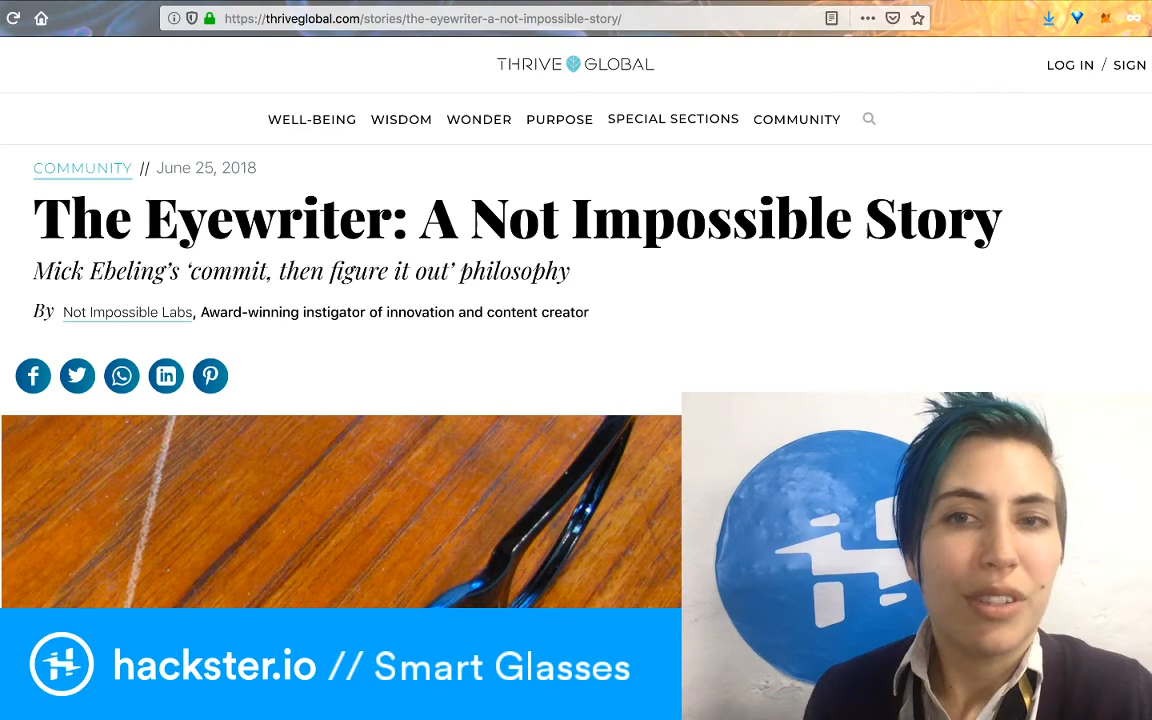 https://thriveglobal.com/stories/the-eyewriter-a-not-impossible-story/
THRIVE GLOBAL
LOG IN / SIGN
WELL-BEING WISDOM WONDER PURPOSE SPECIAL SECTIONS COMMUNITY
COMMUNITY // June 25, 2018
The Eyewriter: A Not Impossible Story
Mick Ebeling's ‘commit, then figure it out’ philosophy
By Not Impossible Labs, Award-winning instigator of innovation and content creator
hackster.io // Smart Glasses